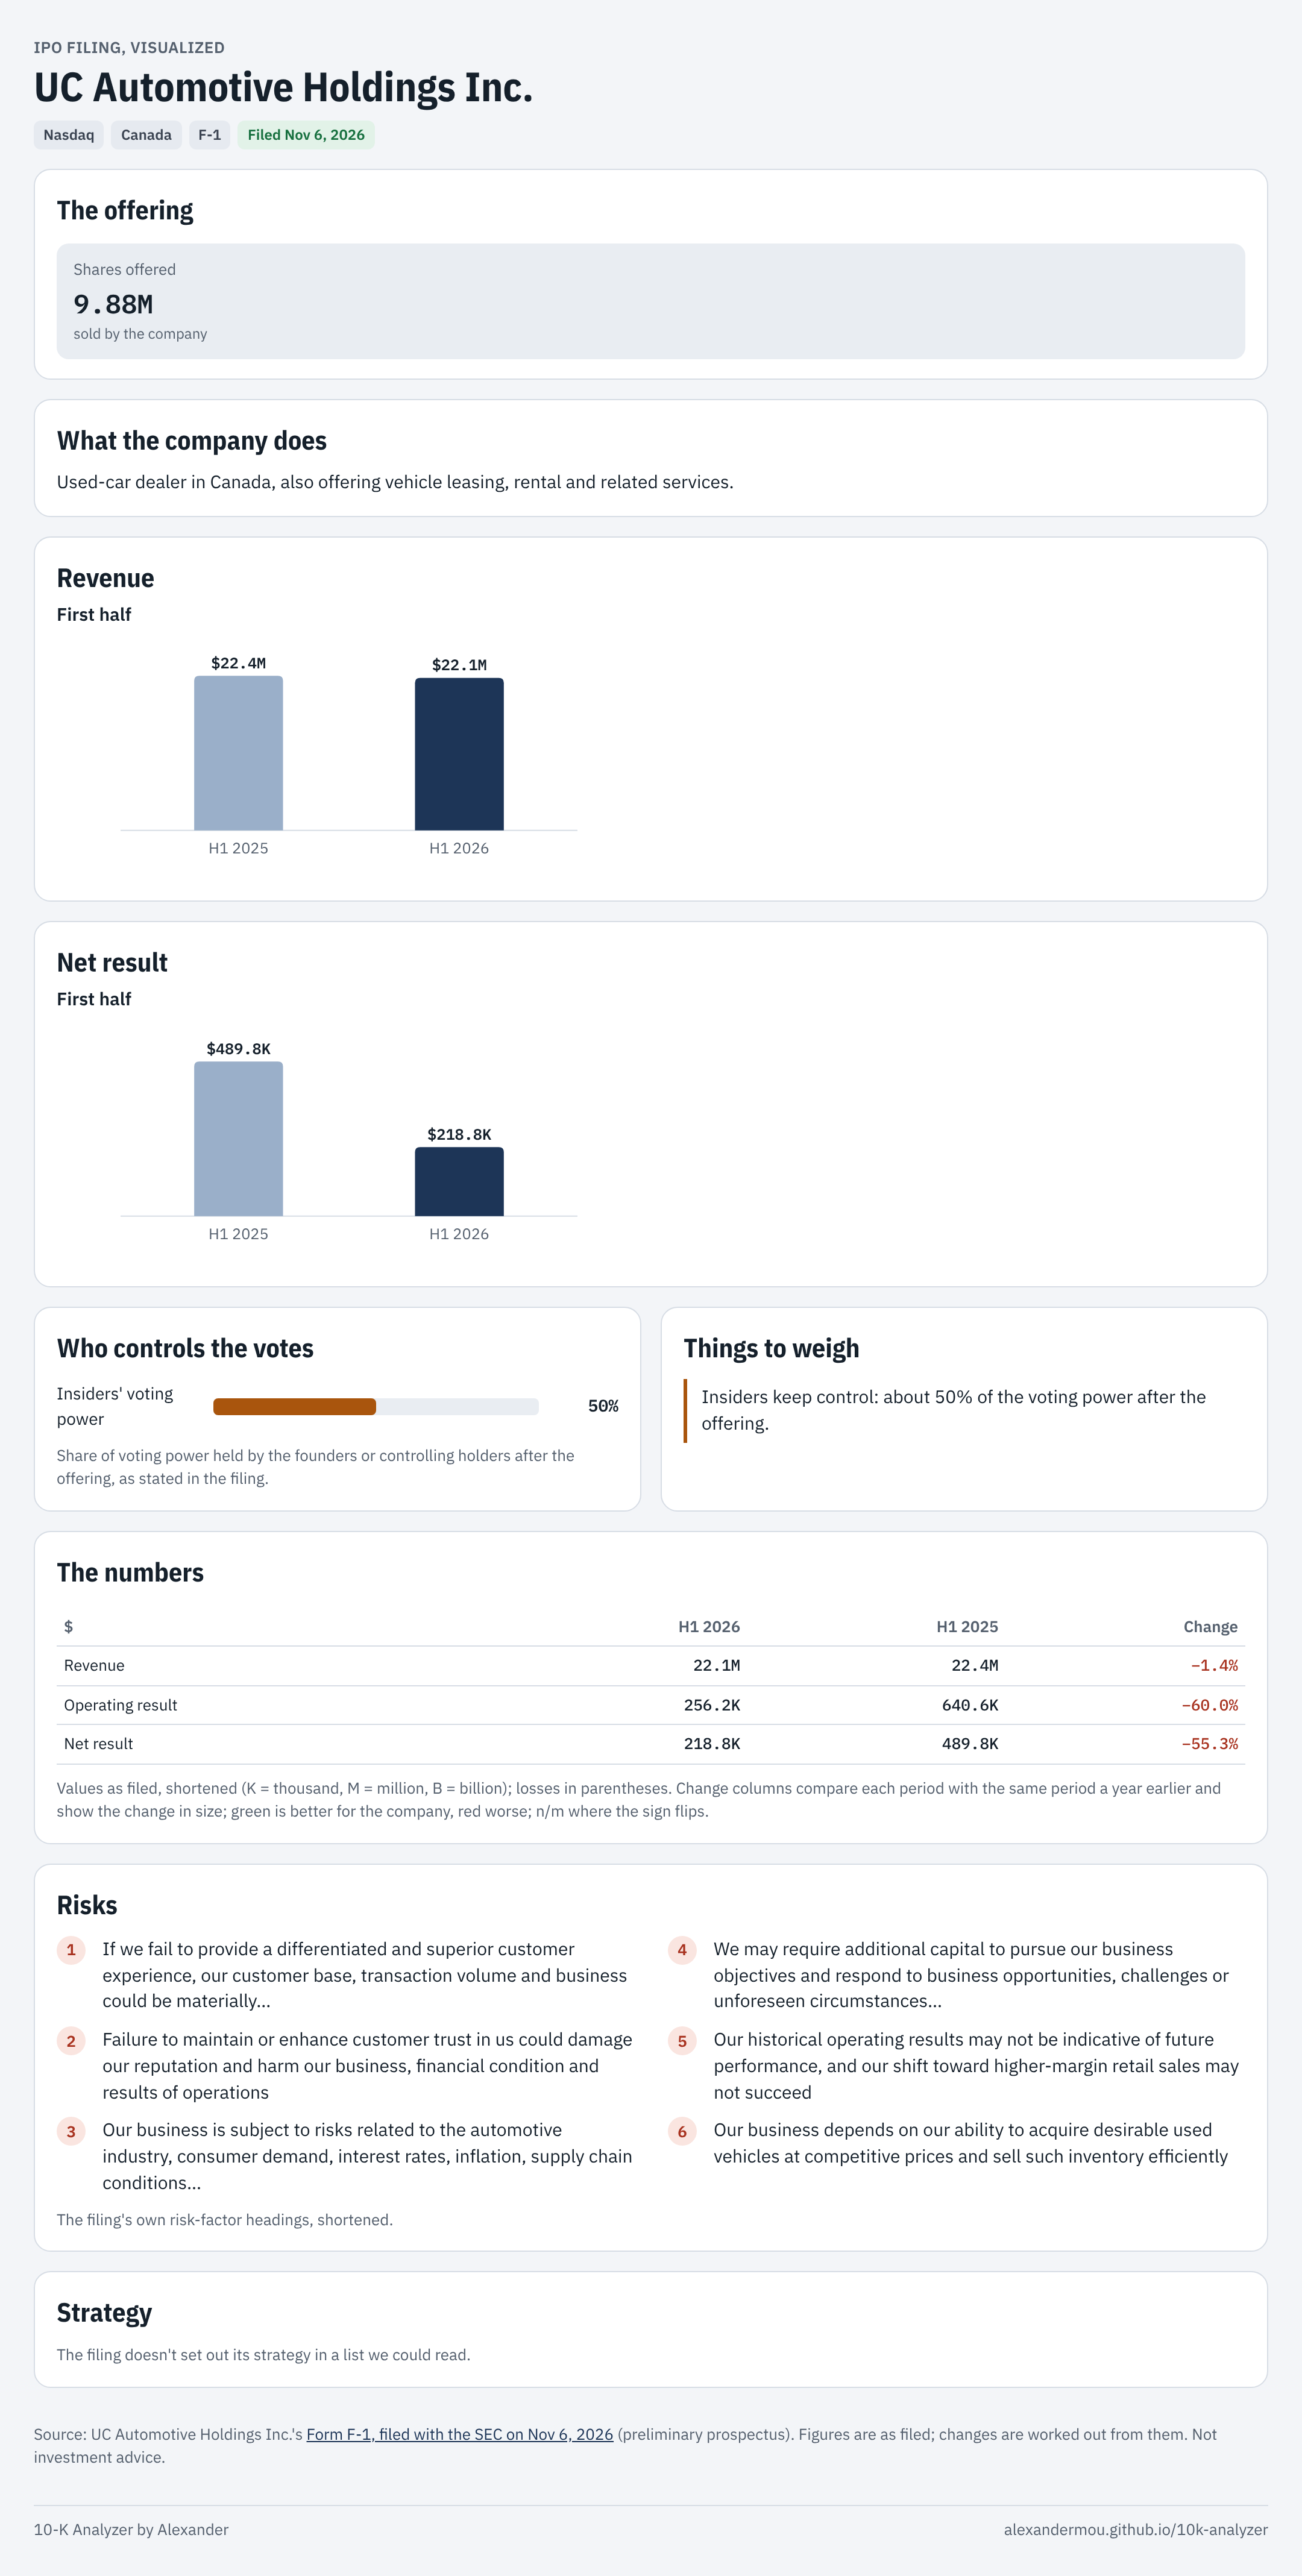 IPO FILING, VISUALIZED
UC Automotive Holdings Inc.
Nasdaq Canada F-1 Filed Nov 6, 2026
The offering
Shares offered
9.88M
sold by the company
What the company does
Used-car dealer in Canada, also offering vehicle leasing, rental and related services.
Revenue
First half
$22.4M $22.1M
H1 2025 H1 2026
Net result
First half
$489.8K
$218.8K
H1 2025 H1 2026
Who controls the votes
Insiders' voting
power
50%
Share of voting power held by the founders or controlling holders after the
offering, as stated in the filing.
Things to weigh
Insiders keep control: about 50% of the voting power after the
offering.
The numbers
$ H1 2026 H1 2025 Change
Revenue 22.1M 22.4M −1.4%
Operating result 256.2K 640.6K −60.0%
Net result 218.8K 489.8K −55.3%
Values as filed, shortened (K = thousand, M = million, B = billion); losses in parentheses. Change columns compare each period with the same period a year earlier and
show the change in size; green is better for the company, red worse; n/m where the sign flips.
Risks
1 If we fail to provide a differentiated and superior customer
experience, our customer base, transaction volume and business
could be materially…
2 Failure to maintain or enhance customer trust in us could damage
our reputation and harm our business, financial condition and
results of operations
3 Our business is subject to risks related to the automotive
industry, consumer demand, interest rates, inflation, supply chain
conditions…
4 We may require additional capital to pursue our business
objectives and respond to business opportunities, challenges or
unforeseen circumstances…
5 Our historical operating results may not be indicative of future
performance, and our shift toward higher-margin retail sales may
not succeed
6 Our business depends on our ability to acquire desirable used
vehicles at competitive prices and sell such inventory efficiently
The filing's own risk-factor headings, shortened.
Strategy
The filing doesn't set out its strategy in a list we could read.
Source: UC Automotive Holdings Inc.'s Form F-1, filed with the SEC on Nov 6, 2026 (preliminary prospectus). Figures are as filed; changes are worked out from them. Not
investment advice.
10-K Analyzer by Alexander
alexandermou.github.io/10k-analyzer